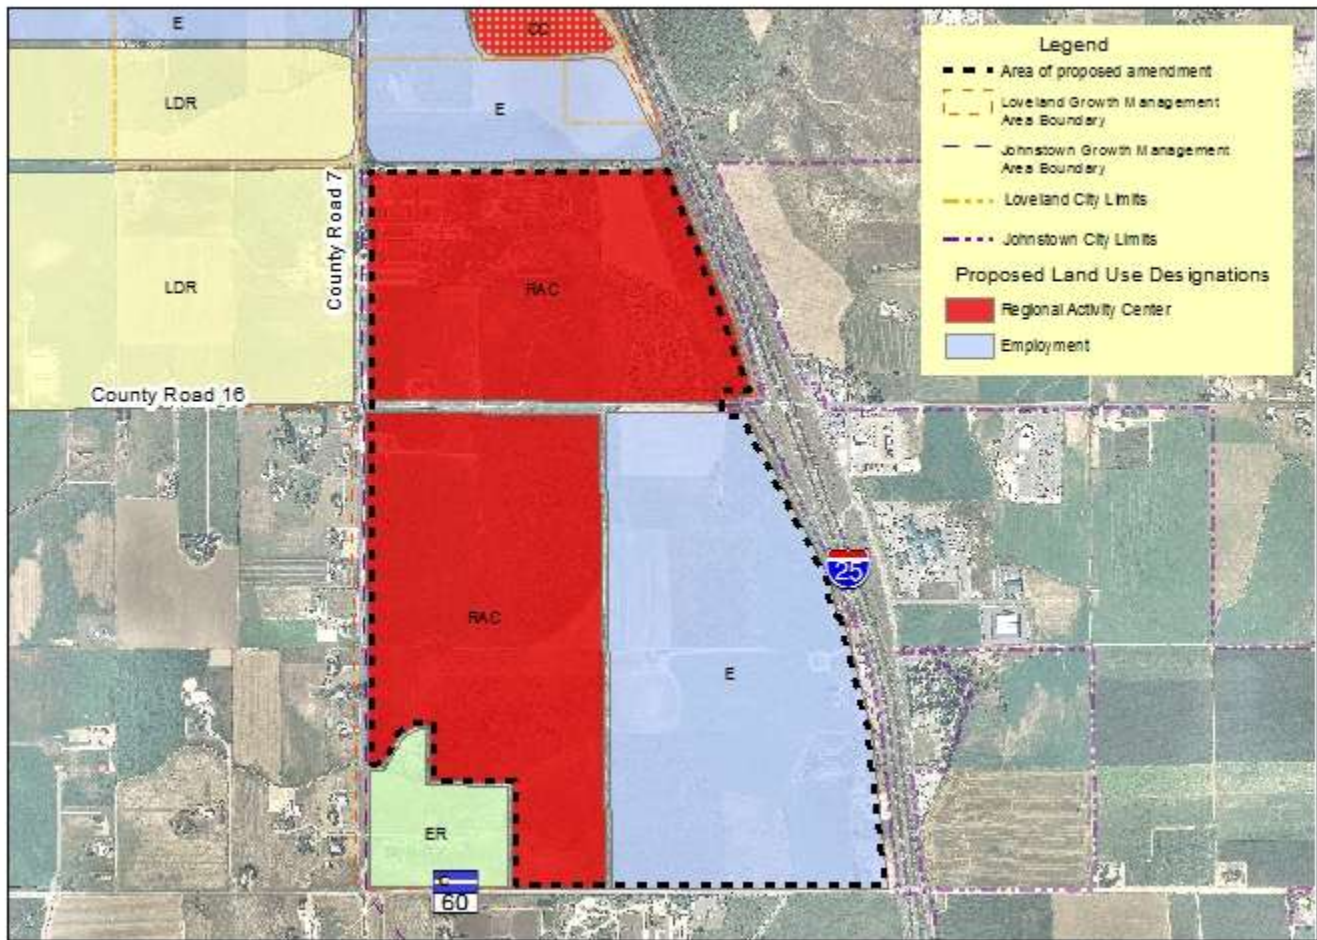 E
CC
LDR
E
Legend
Area of proposed amendment
Loveland Growth Management
Area Boundary
Johnstown Growth Management
Area Boundary
Loveland City Limits
Johnstown City Limits
Proposed Land Use Designations
Regional Activity Center
Employment
County Road 7
LDR
RAC
County Road 16
25
RAC
E
ER
60